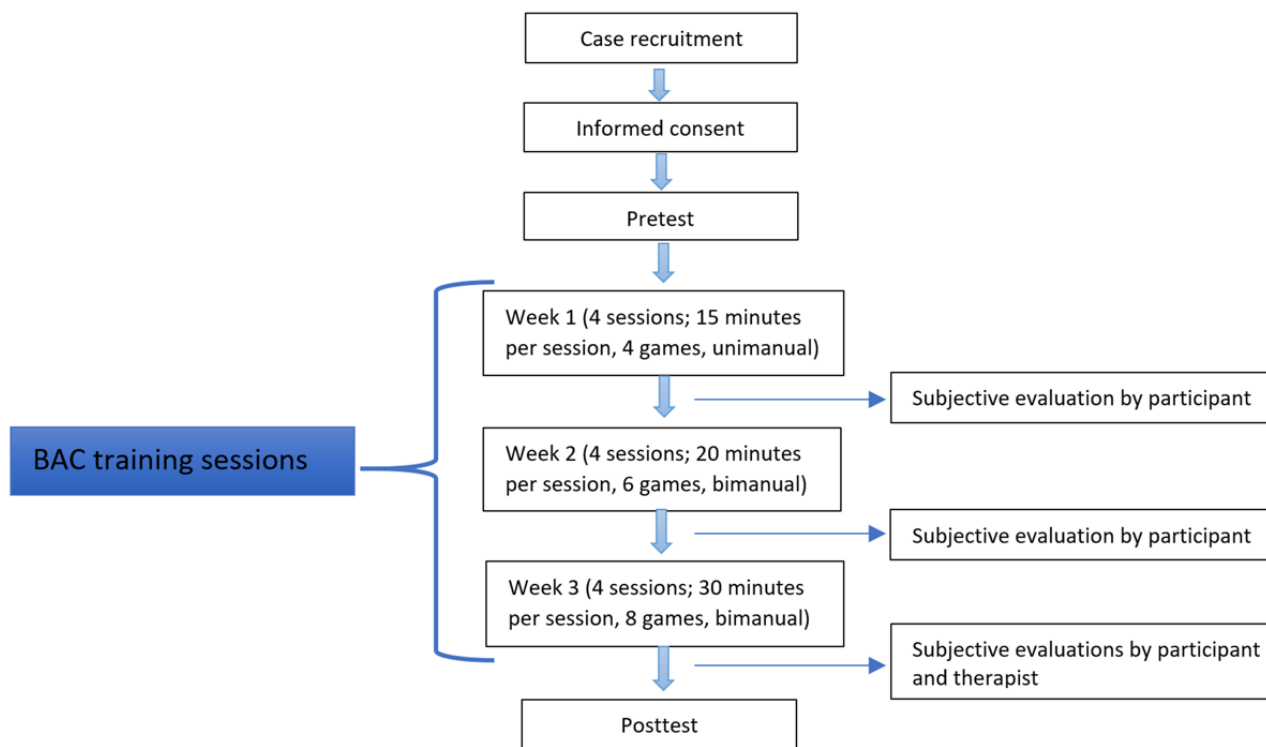 Case recruitment
Informed consent
Pretest
Week 1 (4 sessions; 15 minutes
per session, 4 games, unimanual)
Subjective evaluation by participant
BAC training sessions
Week 2 (4 sessions; 20 minutes
per session, 6 games, bimanual)
Subjective evaluation by participant
Week 3 (4 sessions; 30 minutes
per session, 8 games, bimanual)
Subjective evaluations by participant
and therapist
Posttest